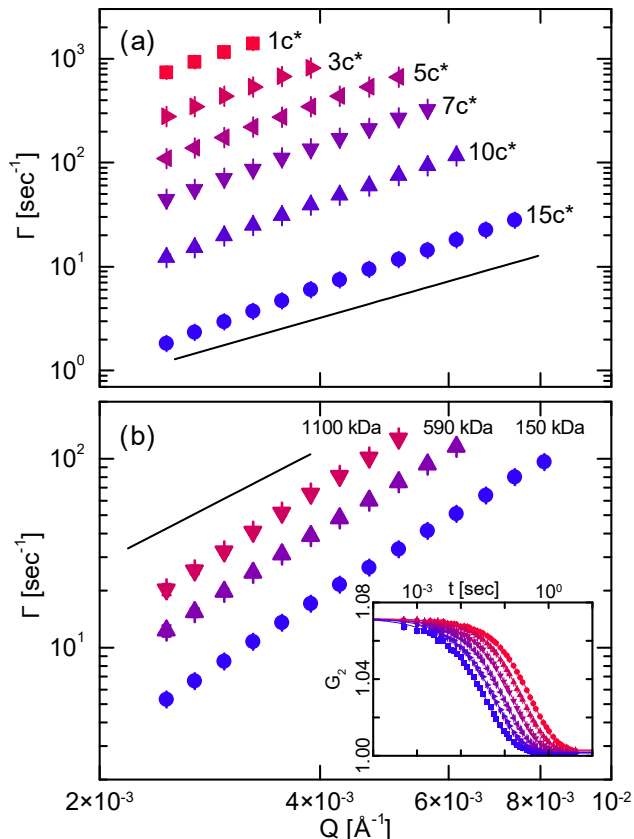 (a)
1c*
3c*
5c*
7c*
10c*
15c*
10³
10²
10¹
10⁰
Γ [sec⁻¹]
(b)
1100 kDa
590 kDa
150 kDa
10²
10¹
Γ [sec⁻¹]
10⁻³
t [sec]
10⁰
1.08
1.04
1.00
G₂
2×10⁻³
4×10⁻³
6×10⁻³
8×10⁻³
10⁻²
Q [Å⁻¹]